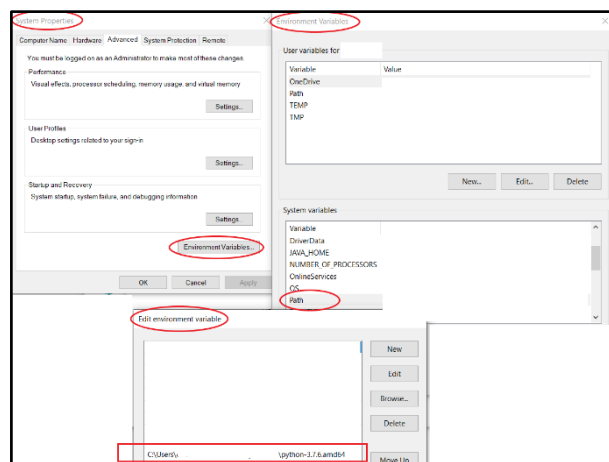 System Properties
Computer Name Hardware Advanced System Protection Remote
You must be logged on as an Administrator to make most of these changes.
Performance
Visual effects, processor scheduling, memory usage, and virtual memory
Settings...
User Profiles
Desktop settings related to your sign-in
Settings...
Startup and Recovery
System startup, system failure, and debugging information
Settings...
Environment Variables...
OK Cancel Apply
Environment Variables
User variables for
Variable Value
OneDrive
Path
TEMP
TMP
New... Edit... Delete
System variables
Variable
DriverData
JAVA_HOME
NUMBER_OF_PROCESSORS
OnlineServices
OS
Path
Edit environment variable
New
Edit
Browse...
Delete
Move Up
C:\Users\ \python-3.7.6.amd64